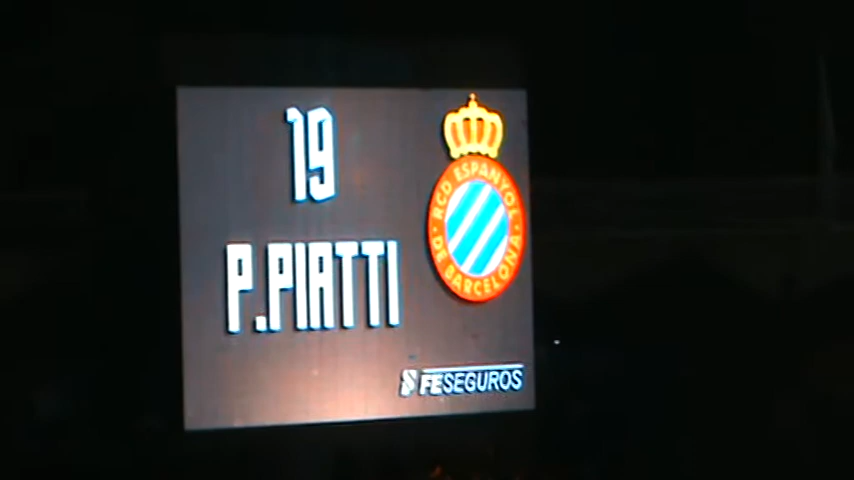 19
P.PIATTI
RCD ESPANYOL
DE BARCELONA
FESEGUROS